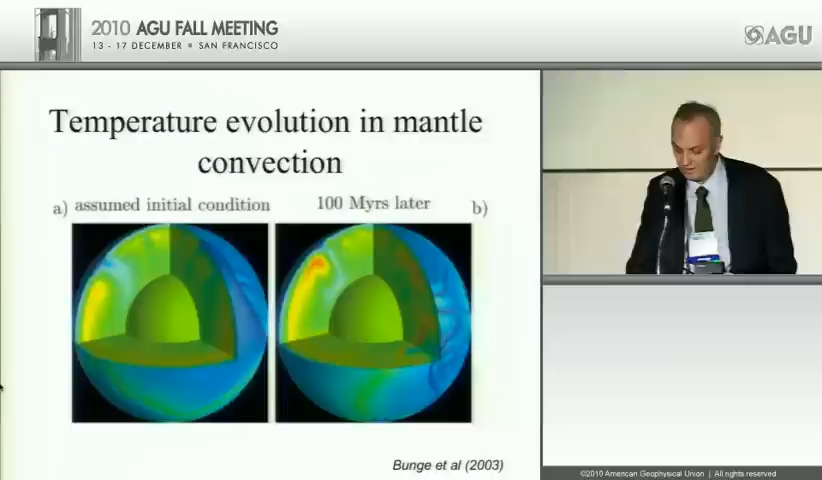 2010 AGU FALL MEETING
13 - 17 DECEMBER SAN FRANCISCO
AGU
Temperature evolution in mantle
convection
a) assumed initial condition 100 Myrs later b)
Bunge et al (2003)
©2010 American Geophysical Union | All rights reserved